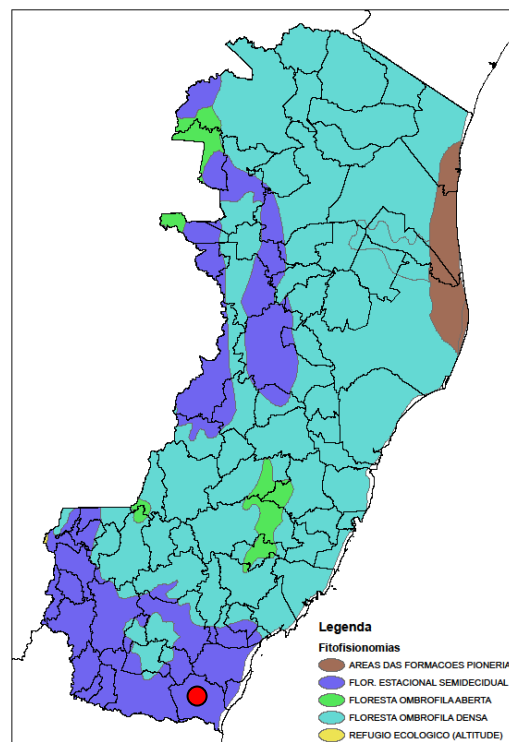 Legenda
Fitofisionomias
AREAS DAS FORMACOES PIONERIA
FLOR. ESTACIONAL SEMIDECIDUAL
FLORESTA OMBROFILA ABERTA
FLORESTA OMBROFILA DENSA
REFUGIO ECOLOGICO (ALTITUDE)